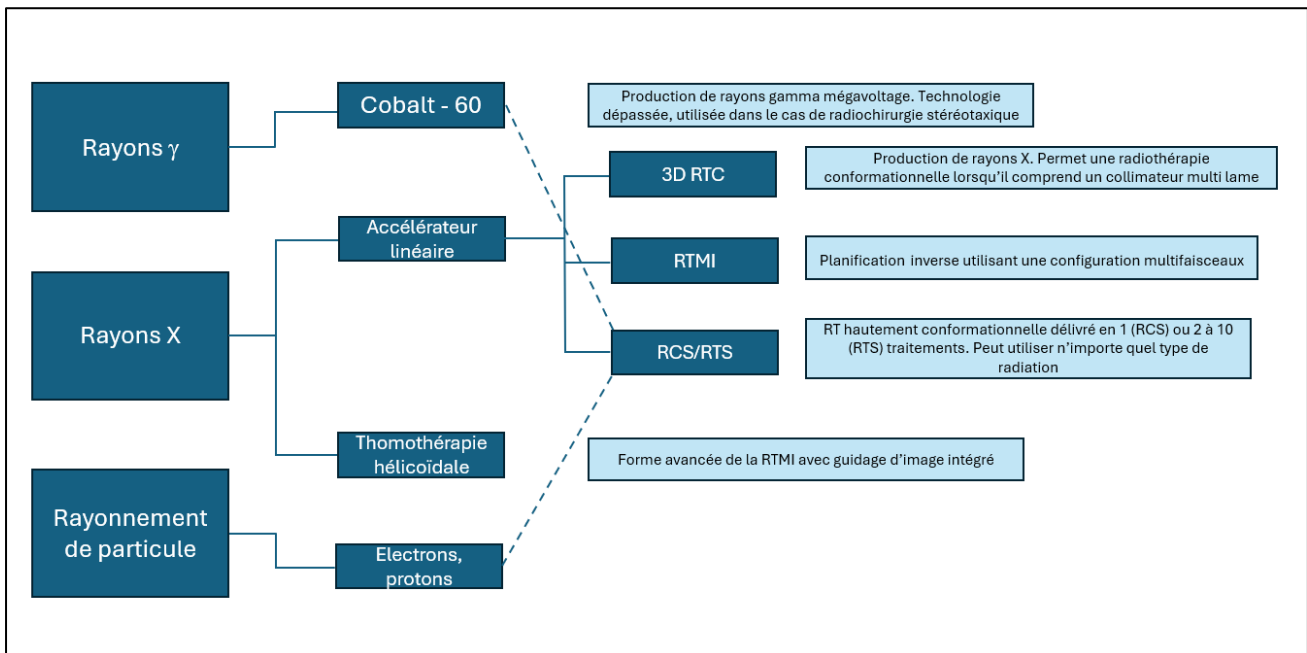 Rayons γ
Cobalt - 60
Production de rayons gamma mégavoltage. Technologie
dépassée, utilisée dans le cas de radiochirurgie stéréotaxique
3D RTC
Production de rayons X. Permet une radiothérapie
conformationnelle lorsqu'il comprend un collimateur multi lame
Rayons X
Accélérateur
linéaire
RTMI
Planification inverse utilisant une configuration multifaisceaux
RCS/RTS
RT hautement conformationnelle délivré en 1 (RCS) ou 2 à 10
(RTS) traitements. Peut utiliser n'importe quel type de
radiation
Thomothérapie
hélicoïdale
Forme avancée de la RTMI avec guidage d'image intégré
Rayonnement
de particule
Electrons,
protons